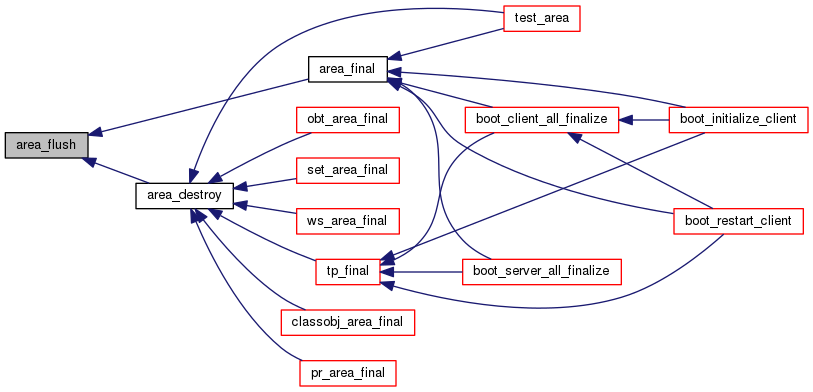 test_area
area_final
obt_area_final
boot_client_all_finalize
boot_initialize_client
area_flush
set_area_final
area_destroy
ws_area_final
boot_restart_client
tp_final
boot_server_all_finalize
classobj_area_final
pr_area_final